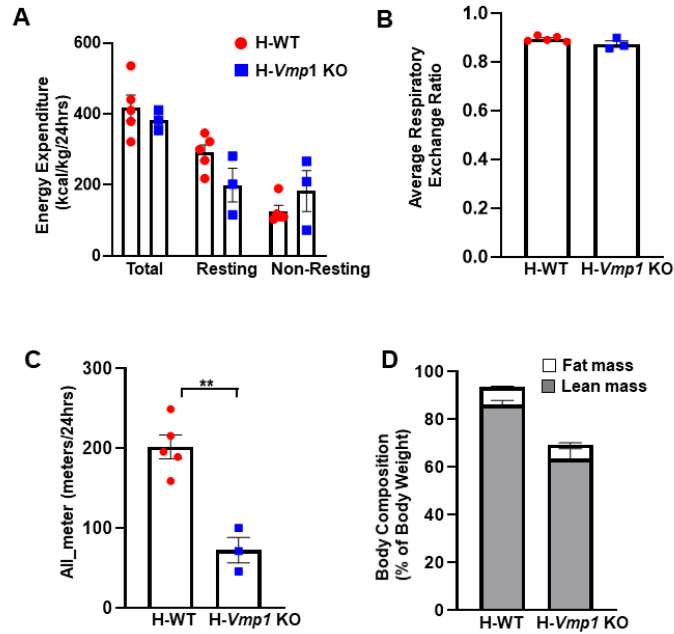 A
H-WT
H-Vmp1 KO
Energy Expenditure
(kcal/kg/24hrs)
600
400
200
0
Total Resting Non-Resting
B
Average Respiratory
Exchange Ratio
1.0
0.8
0.6
0.4
0.2
0.0
H-WT H-Vmp1 KO
C
All_meter (meters/24hrs)
300
200
100
0
**
H-WT H-Vmp1 KO
D
Fat mass
Lean mass
Body Composition
(% of Body Weight)
100
80
60
40
20
0
H-WT H-Vmp1 KO